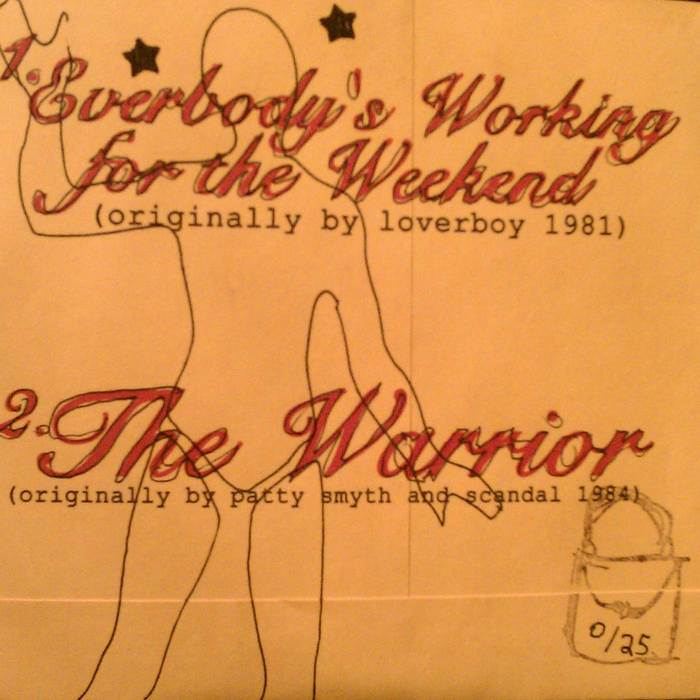 1. Everbody's Working
for the Weekend
(originally by loverboy 1981)
2. The Warrior
(originally by patty smyth and scandal 1984)
0/25